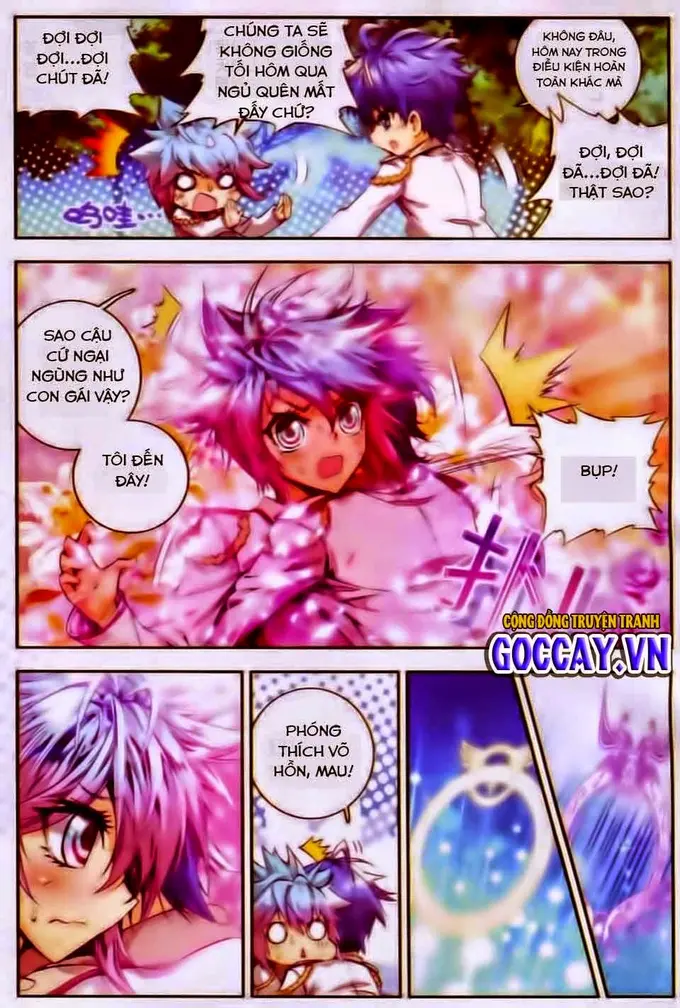 ĐỢI ĐỢI
ĐỢI...ĐỢI
CHÚT ĐÃ!
CHÚNG TA SẼ
KHÔNG GIỐNG
TỐI HÔM QUA
NGỦ QUÊN MẤT
ĐẤY CHỨ?
KHÔNG ĐÂU,
HÔM NAY TRONG
ĐIỀU KIỆN HOÀN
TOÀN KHÁC MÀ
ĐỢI, ĐỢI
ĐÃ...ĐỢI ĐÃ!
THẬT SAO?
呜哇...
SAO CẬU
CỨ NGẠI
NGÙNG NHƯ
CON GÁI VẬY?
TÔI ĐẾN
ĐÂY!
BỤP!
CỘNG ĐỒNG TRUYỆN TRANH
GOCCAY.VN
PHÓNG
THÍCH VÕ
HỒN, MAU!